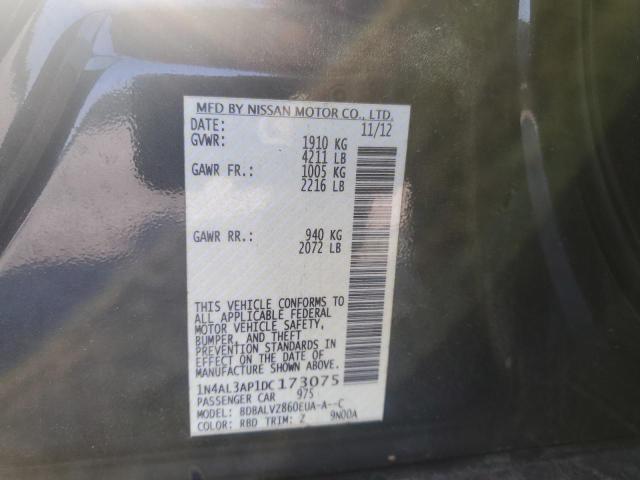 MFD BY NISSAN MOTOR CO., LTD.
DATE: 11/12
GVWR: 1910 KG
4211 LB
GAWR FR.: 1005 KG
2216 LB
GAWR RR.: 940 KG
2072 LB
THIS VEHICLE CONFORMS TO
ALL APPLICABLE FEDERAL
MOTOR VEHICLE SAFETY,
BUMPER, AND THEFT
PREVENTION STANDARDS IN
EFFECT ON THE DATE OF
MANUFACTURE SHOWN ABOVE.
1N4AL3AP1DC173075
PASSENGER CAR 975
MODEL: BDBALVZ860EUA-A--C
COLOR: RBD TRIM: Z 9N00A